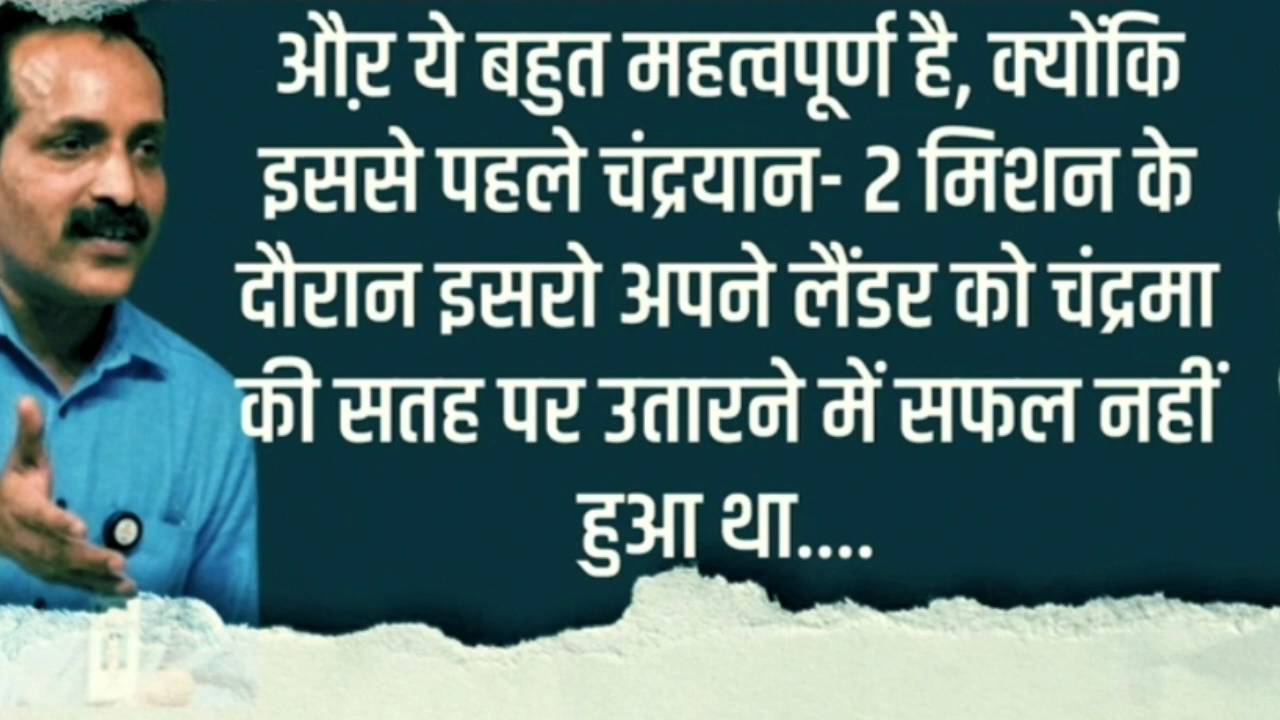 औऱ ये बहुत महत्वपूर्ण है, क्योंकि
इससे पहले चंद्रयान- 2 मिशन के
दौरान इसरो अपने लैंडर को चंद्रमा
की सतह पर उतारने में सफल नहीं
हुआ था....